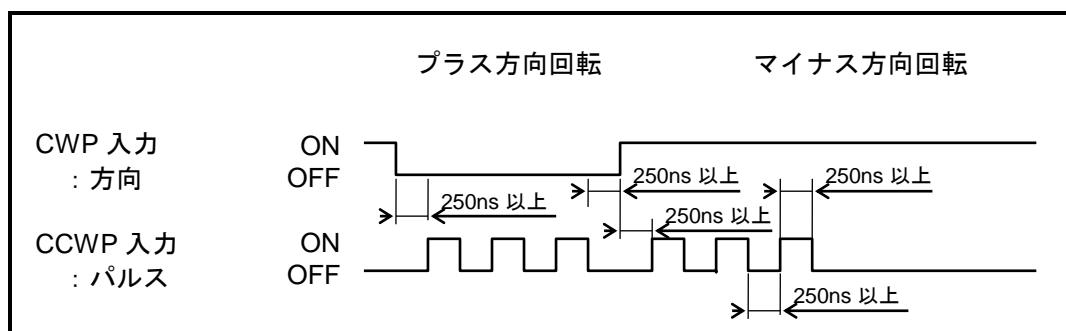 プラス方向回転 マイナス方向回転
CWP 入力 ON
: 方向 OFF
250ns 以上 250ns 以上
250ns 以上 250ns 以上
CCWP 入力 ON
: パルス OFF
250ns 以上